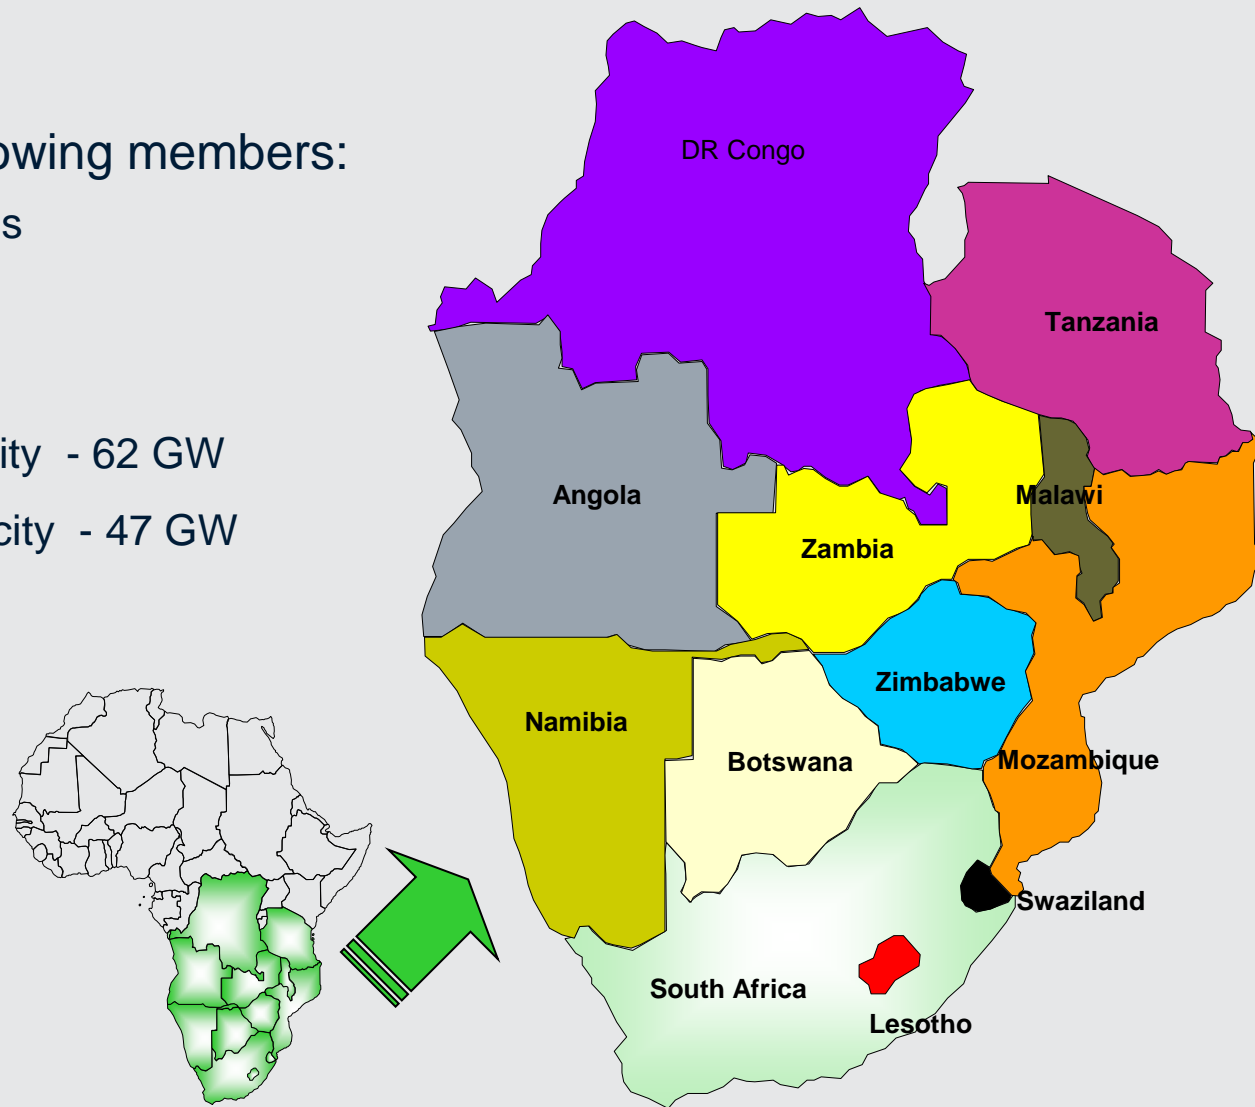 owing members:
s
ity - 62 GW
city - 47 GW
DR Congo
Tanzania
Angola
Malawi
Zambia
Zimbabwe
Namibia
Botswana
Mozambique
Swaziland
South Africa
Lesotho